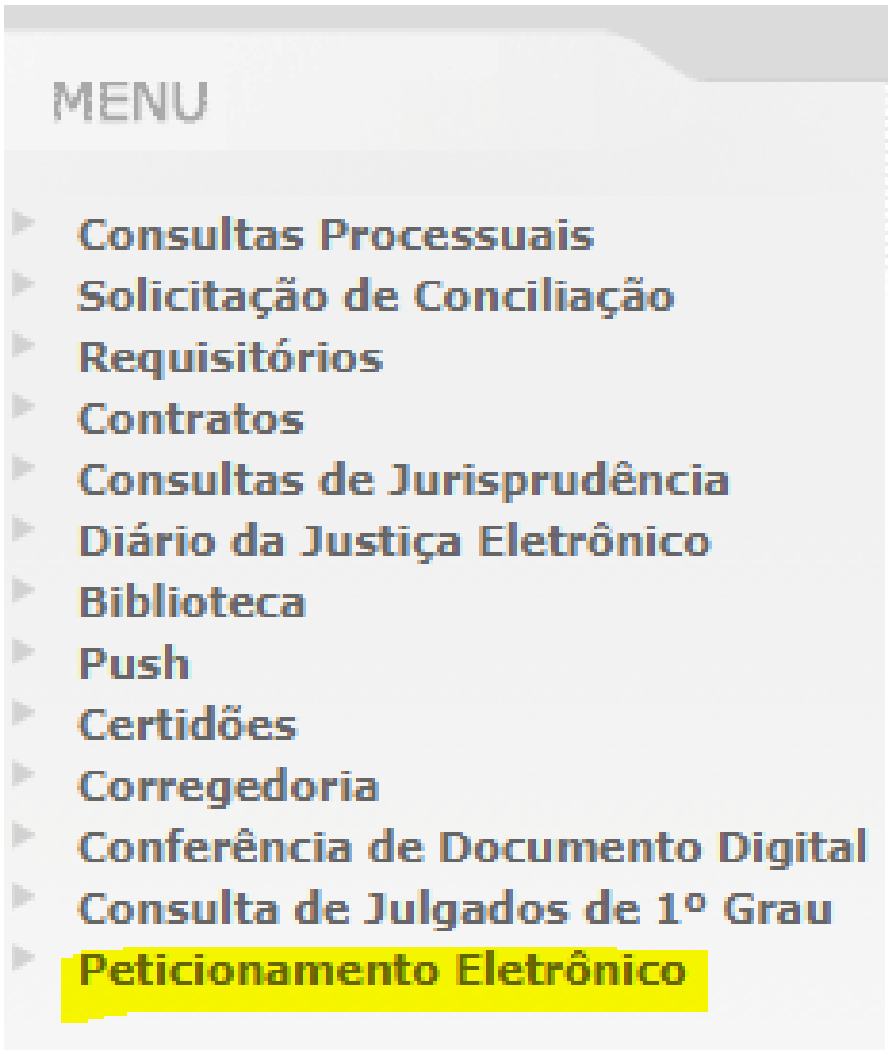 MENU
Consultas Processuais
Solicitação de Conciliação
Requisitórios
Contratos
Consultas de Jurisprudência
Diário da Justiça Eletrônico
Biblioteca
Push
Certidões
Corregedoria
Conferência de Documento Digital
Consulta de Julgados de 1º Grau
Peticionamento Eletrônico